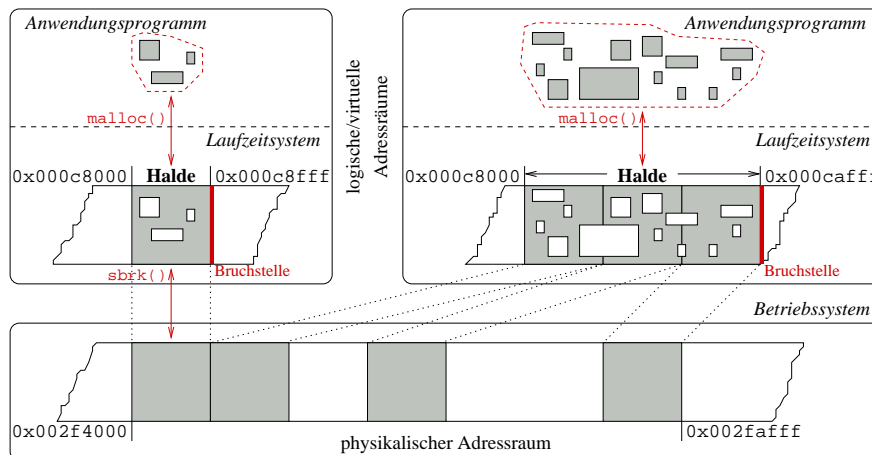 Anwendungsprogramm
malloc()
Laufzeitsystem
0x000c8000
Halde
0x000c8fff
sbrk()
Bruchstelle
logische/virtuelle
Adressräume
Anwendungsprogramm
malloc()
Laufzeitsystem
0x000c8000
Halde
0x000caff
Bruchstelle
Betriebssystem
0x002f4000
physikalischer Adressraum
0x002fafff